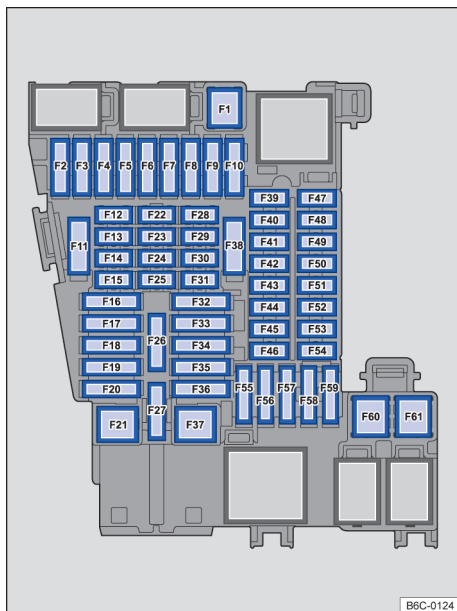 F1
F2 F3 F4 F5 F6 F7 F8 F9 F10
F39 F47
F12 F22 F28
F40 F48
F11 F13 F23 F29 F38
F41 F49
F14 F24 F30
F42 F50
F15 F25 F31
F43 F51
F16 F32
F44 F52
F17 F33
F45 F53
F26
F18 F34
F46 F54
F19 F35
F20 F36
F55 F56 F57 F58 F59
F27
F21 F37
F60 F61
B6C-0124